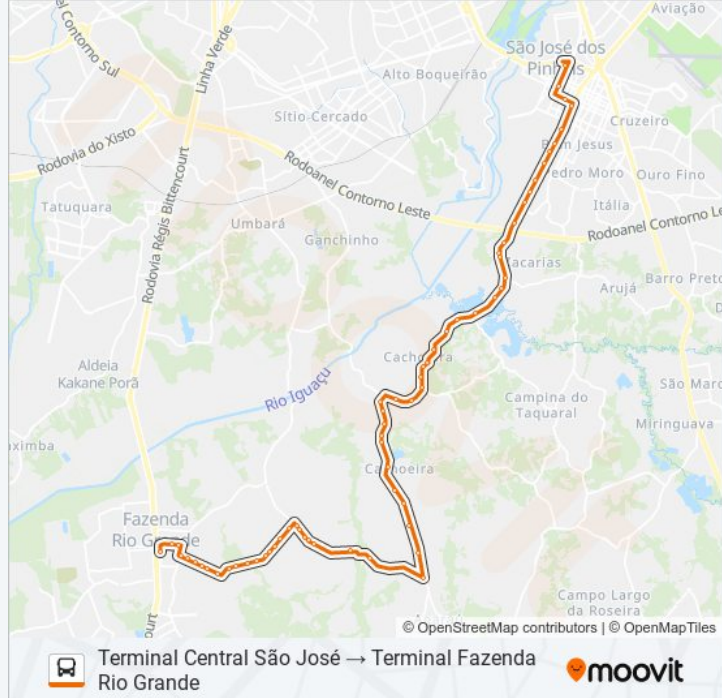 Aviação
São José dos
Pinhais
Linha Verde
el Contorno Sul
Alto Boqueirão
Sítio Cercado
Cruzeiro
Bom Jesus
Rodovia do Xisto
Rodoanel Contorno Leste
Pedro Moro
Ouro Fino
Tatuquara
Umbará
Itália
Ganchinho
Rodoanel Contorno Le
Rodovia Régis Bittencourt
Zacarias
Barro Preto
Arujá
Aldeia
Kakane Porã
Cachoeira
Rio Iguaçu
São Marc
Campina do
Taquaral
Miringuava
aximba
Cachoeira
Fazenda
Rio Grande
Campo Largo
da Roseira
court
© OpenStreetMap contributors | © OpenMapTiles
Terminal Central São José → Terminal Fazenda
Rio Grande
moovit